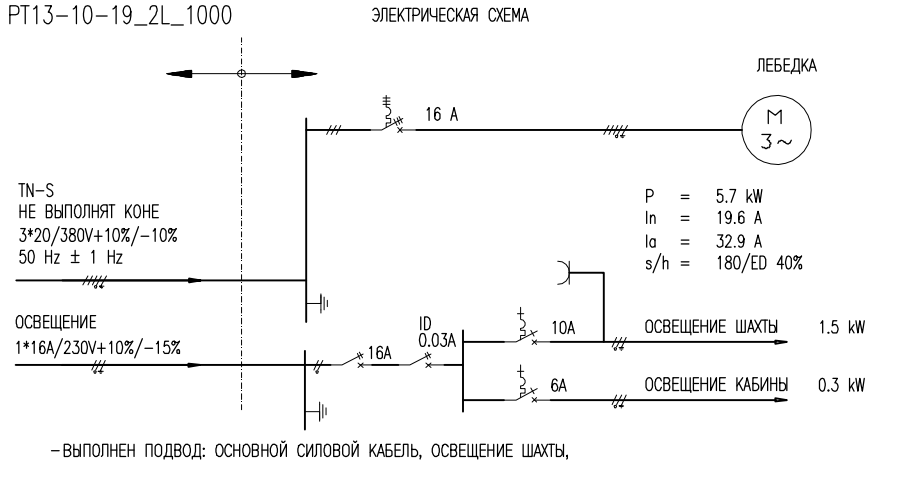 PT13-10-19_2L_1000
ЭЛЕКТРИЧЕСКАЯ СХЕМА
ЛЕБЕДКА
16 A
M
3~
TN-S
НЕ ВЫПОЛНЯТ КОНЕ
3*20/380V+10%/-10%
50 Hz ± 1 Hz
P = 5.7 kW
In = 19.6 A
Ia = 32.9 A
s/h = 180/ED 40%
ОСВЕЩЕНИЕ
1*16A/230V+10%/-15%
16A
ID
0.03A
10A
ОСВЕЩЕНИЕ ШАХТЫ 1.5 kW
6A
ОСВЕЩЕНИЕ КАБИНЫ 0.3 kW
-ВЫПОЛНЕН ПОДВОД: ОСНОВНОЙ СИЛОВОЙ КАБЕЛЬ, ОСВЕЩЕНИЕ ШАХТЫ,